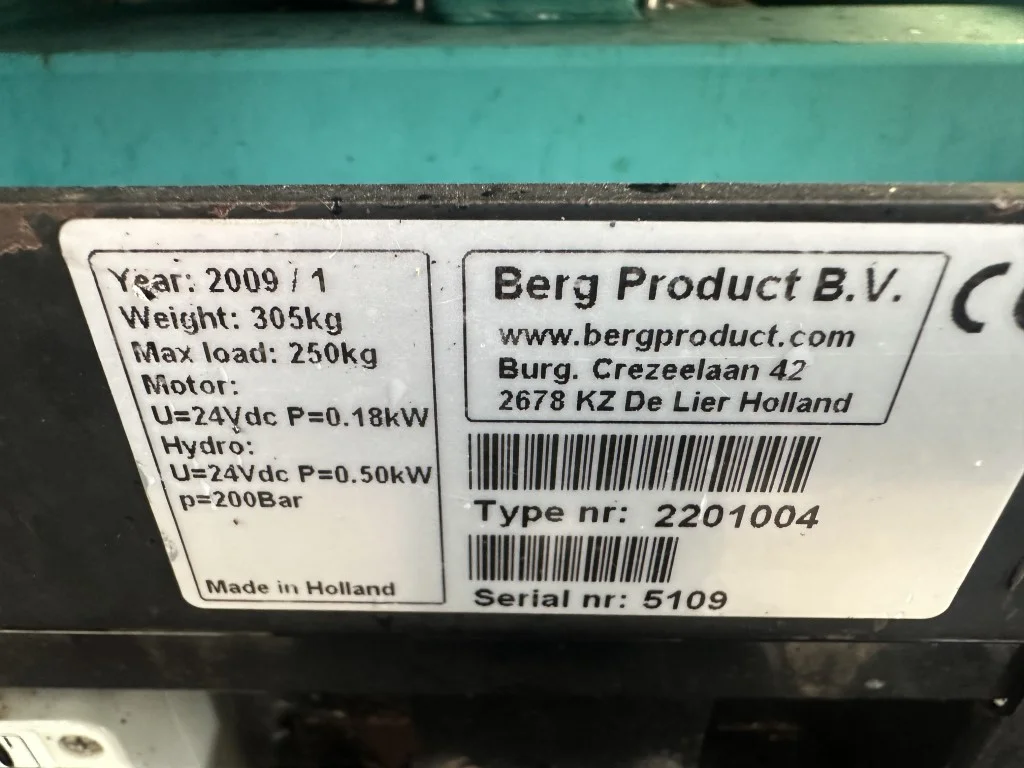 Year: 2009 / 1
Weight: 305kg
Max load: 250kg
Motor:
U=24Vdc P=0.18kW
Hydro:
U=24Vdc P=0.50kW
p=200Bar
Made in Holland
Berg Product B.V.
www.bergproduct.com
Burg. Crezeelaan 42
2678 KZ De Lier Holland
Type nr: 2201004
Serial nr: 5109
CE